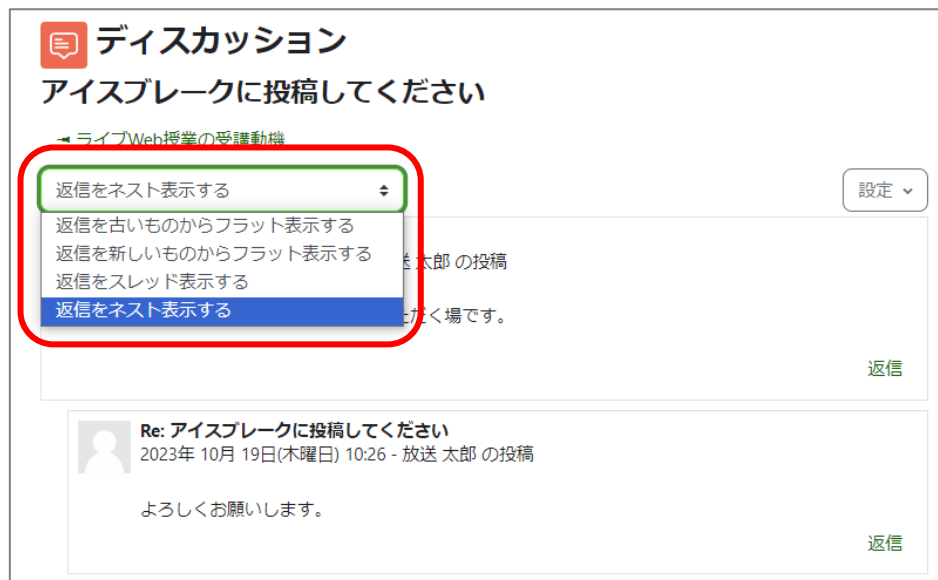 ディスカッション
アイスブレークに投稿してください
ライブWeb授業の受講動機
返信をネスト表示する
設定
返信を古いものからフラット表示する
返信を新しいものからフラット表示する
太郎 の投稿
返信をスレッド表示する
返信をネスト表示する
だく場です。
返信
Re: アイスブレークに投稿してください
2023年 10月 19日(木曜日) 10:26 - 放送 太郎 の投稿
よろしくお願いします。
返信